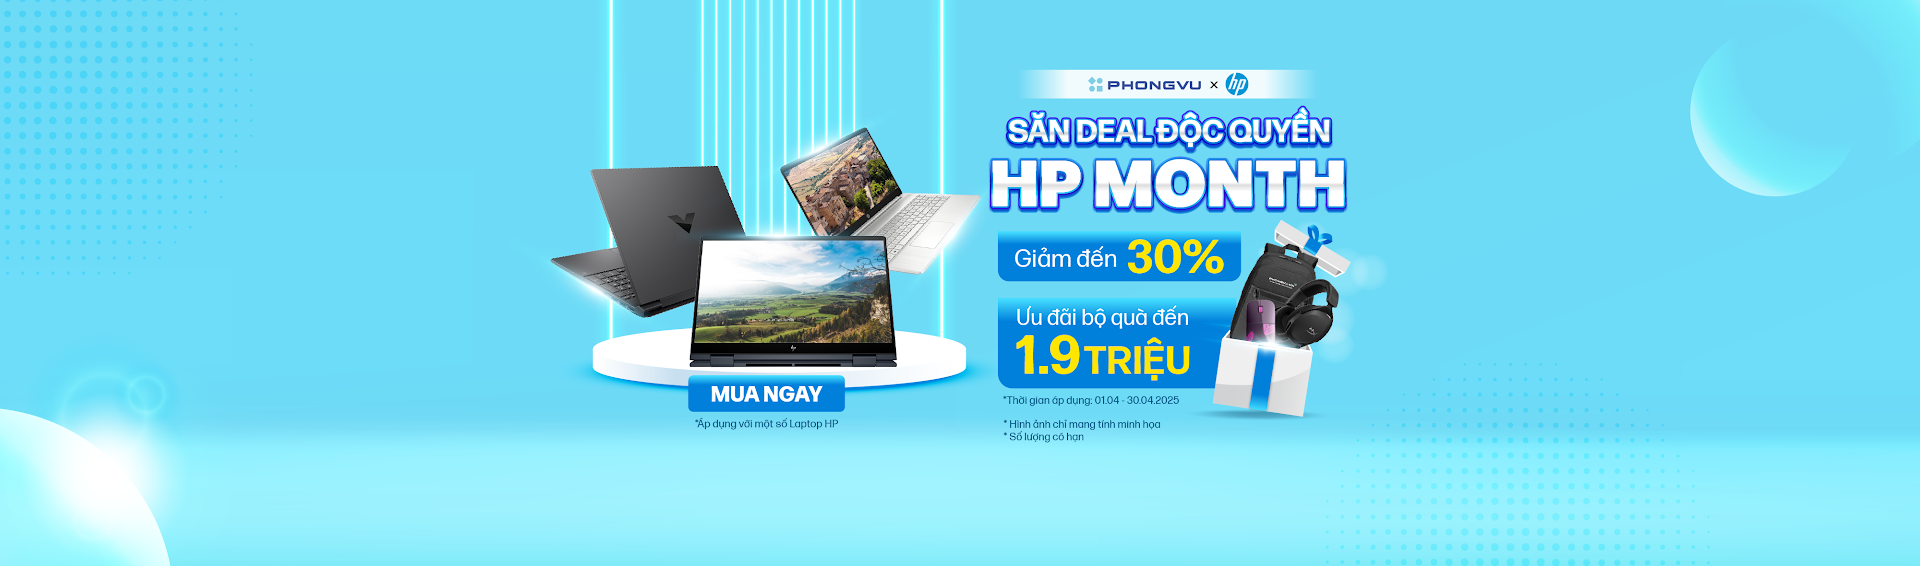 PHONGVU x hp
SĂN DEAL ĐỘC QUYỀN
HP MONTH
Giảm đến 30%
Ưu đãi bộ quà đến
1.9 TRIỆU
*Thời gian áp dụng: 01.04 - 30.04.2025
* Hình ảnh chỉ mang tính minh họa
* Số lượng có hạn
MUA NGAY
*Áp dụng với một số Laptop HP